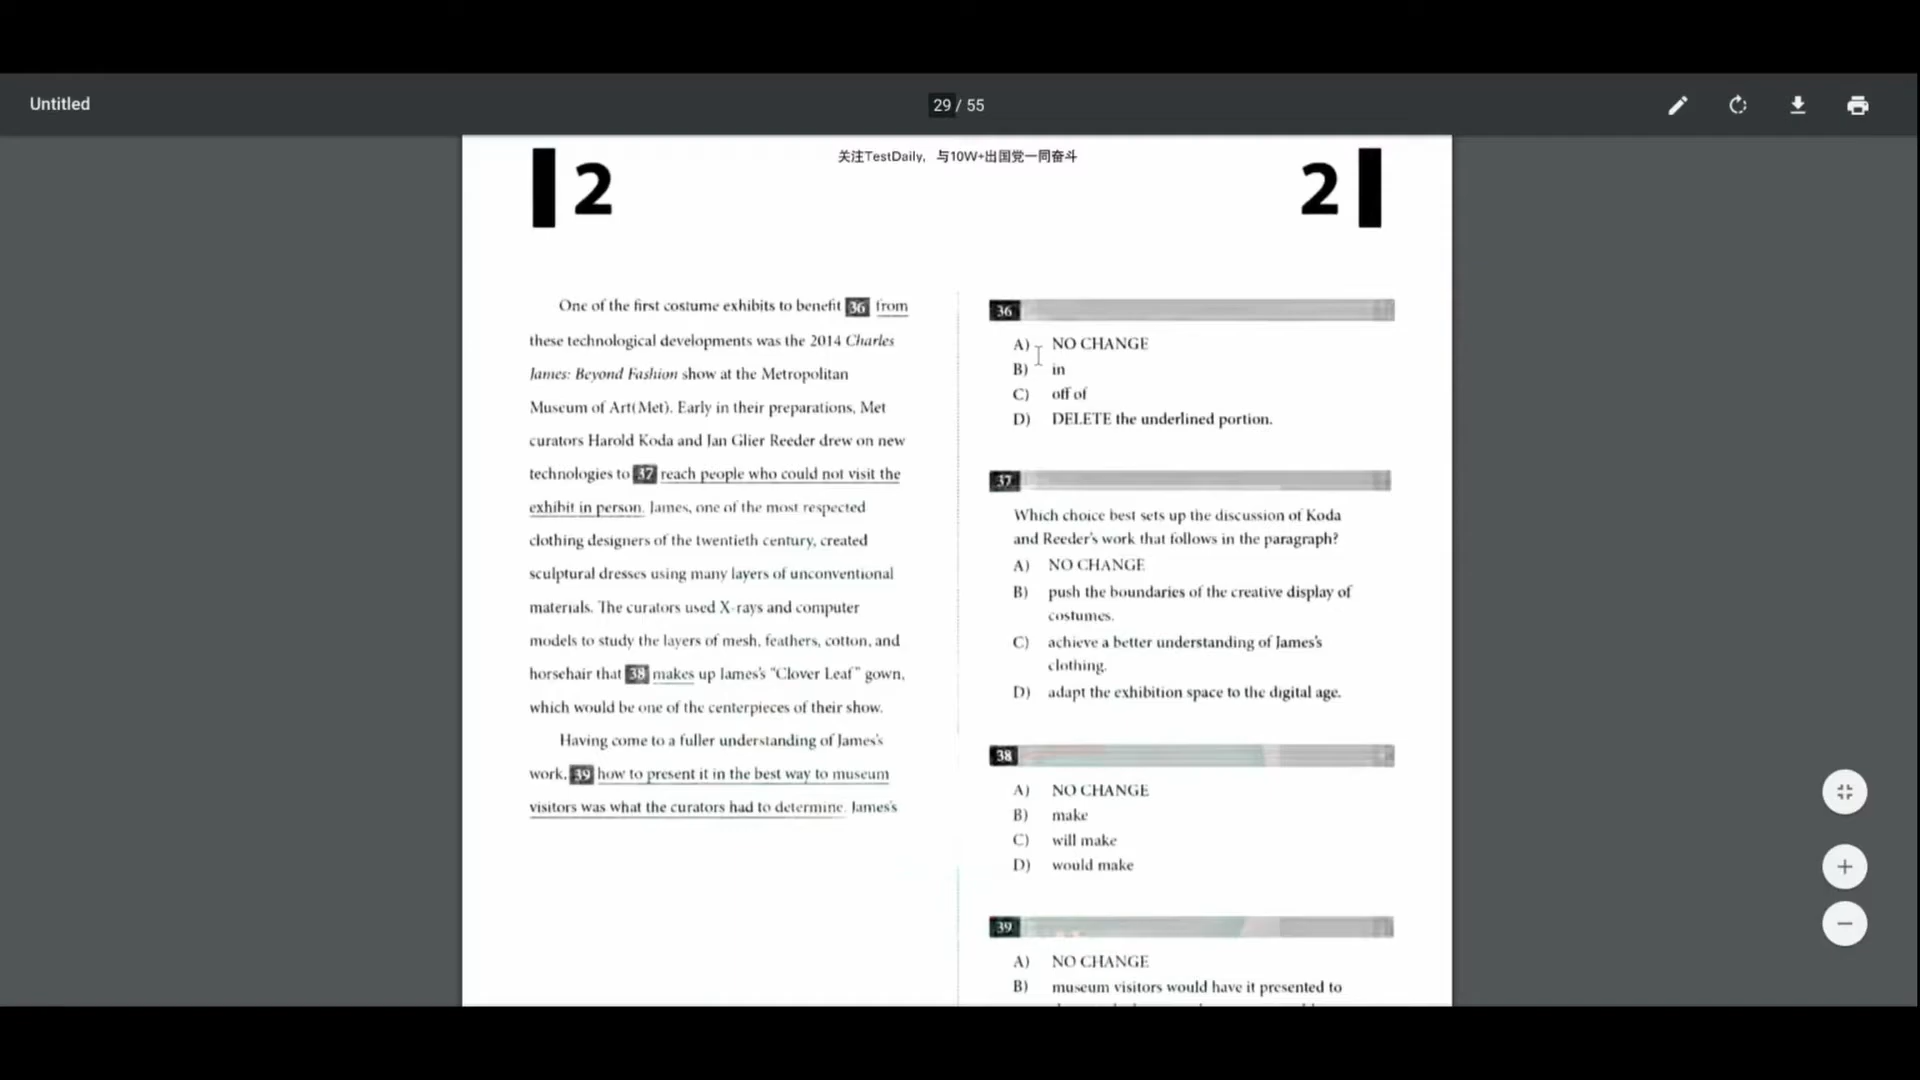 Untitled
29 / 55
关注TestDaily, 与10W+出国党一同奋斗
2
2
One of the first costume exhibits to benefit 36 from
these technological developments was the 2014 Charles
James: Beyond Fashion show at the Metropolitan
Museum of Art(Met). Early in their preparations, Met
curators Harold Koda and Jan Glier Reeder drew on new
technologies to 37 reach people who could not visit the
exhibit in person. James, one of the most respected
clothing designers of the twentieth century, created
sculptural dresses using many layers of unconventional
materials. The curators used X-rays and computer
models to study the layers of mesh, feathers, cotton, and
horsehair that 38 makes up James's "Clover Leaf" gown,
which would be one of the centerpieces of their show.
Having come to a fuller understanding of James's
work, 39 how to present it in the best way to museum
visitors was what the curators had to determine. James's
36
A) NO CHANGE
B) in
C) off of
D) DELETE the underlined portion.
37
Which choice best sets up the discussion of Koda
and Reeder's work that follows in the paragraph?
A) NO CHANGE
B) push the boundaries of the creative display of
costumes.
C) achieve a better understanding of James's
clothing.
D) adapt the exhibition space to the digital age.
38
A) NO CHANGE
B) make
C) will make
D) would make
39
A) NO CHANGE
B) museum visitors would have it presented to